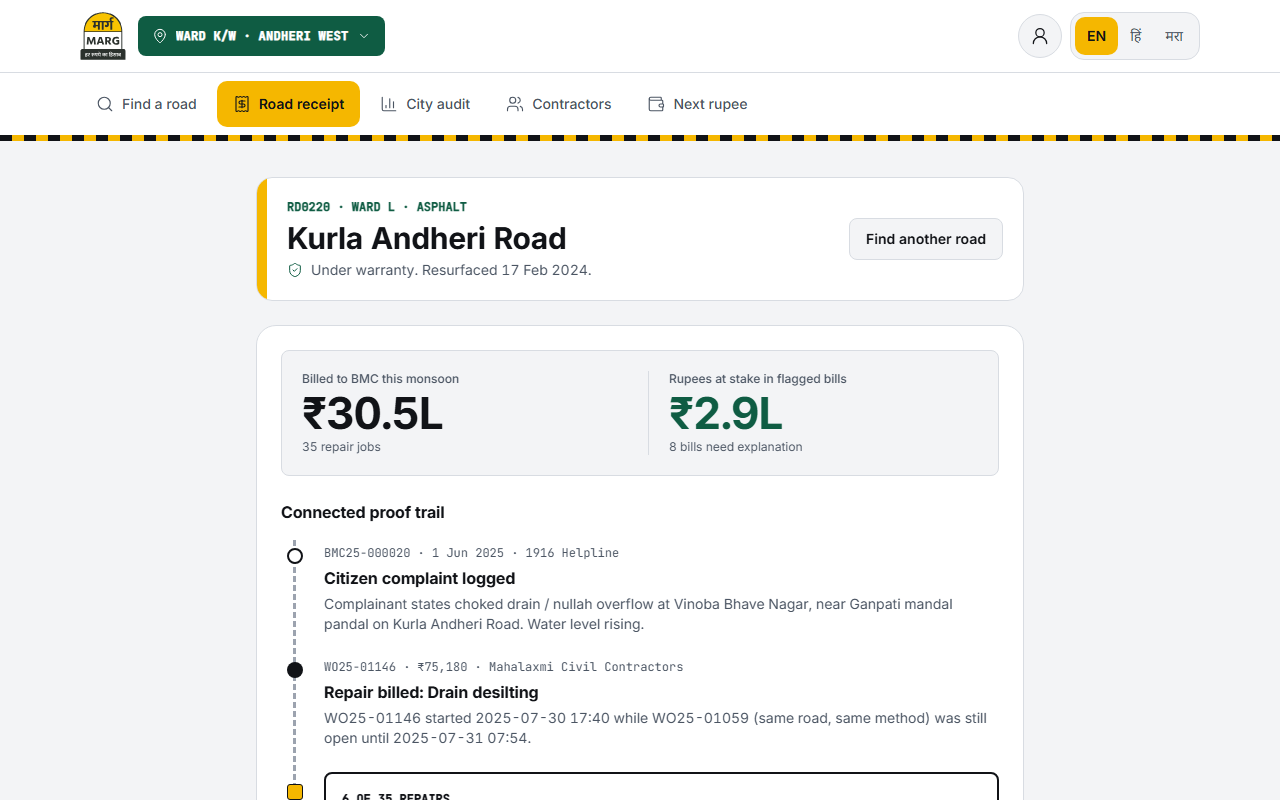 मार्ग
MARG
हर रुपये का हिसाब
WARD K/W · ANDHERI WEST
EN
हिं
मरा
Find a road
Road receipt
City audit
Contractors
Next rupee
RD0220 · WARD L · ASPHALT
Kurla Andheri Road
Under warranty. Resurfaced 17 Feb 2024.
Find another road
Billed to BMC this monsoon
₹30.5L
35 repair jobs
Rupees at stake in flagged bills
₹2.9L
8 bills need explanation
Connected proof trail
BMC25-000020 · 1 Jun 2025 · 1916 Helpline
Citizen complaint logged
Complainant states choked drain / nullah overflow at Vinoba Bhave Nagar, near Ganpati mandal
pandal on Kurla Andheri Road. Water level rising.
WO25-01146 · ₹75,180 · Mahalaxmi Civil Contractors
Repair billed: Drain desilting
WO25-01146 started 2025-07-30 17:40 while WO25-01059 (same road, same method) was still
open until 2025-07-31 07:54.
6 OF 35 REPAIRS